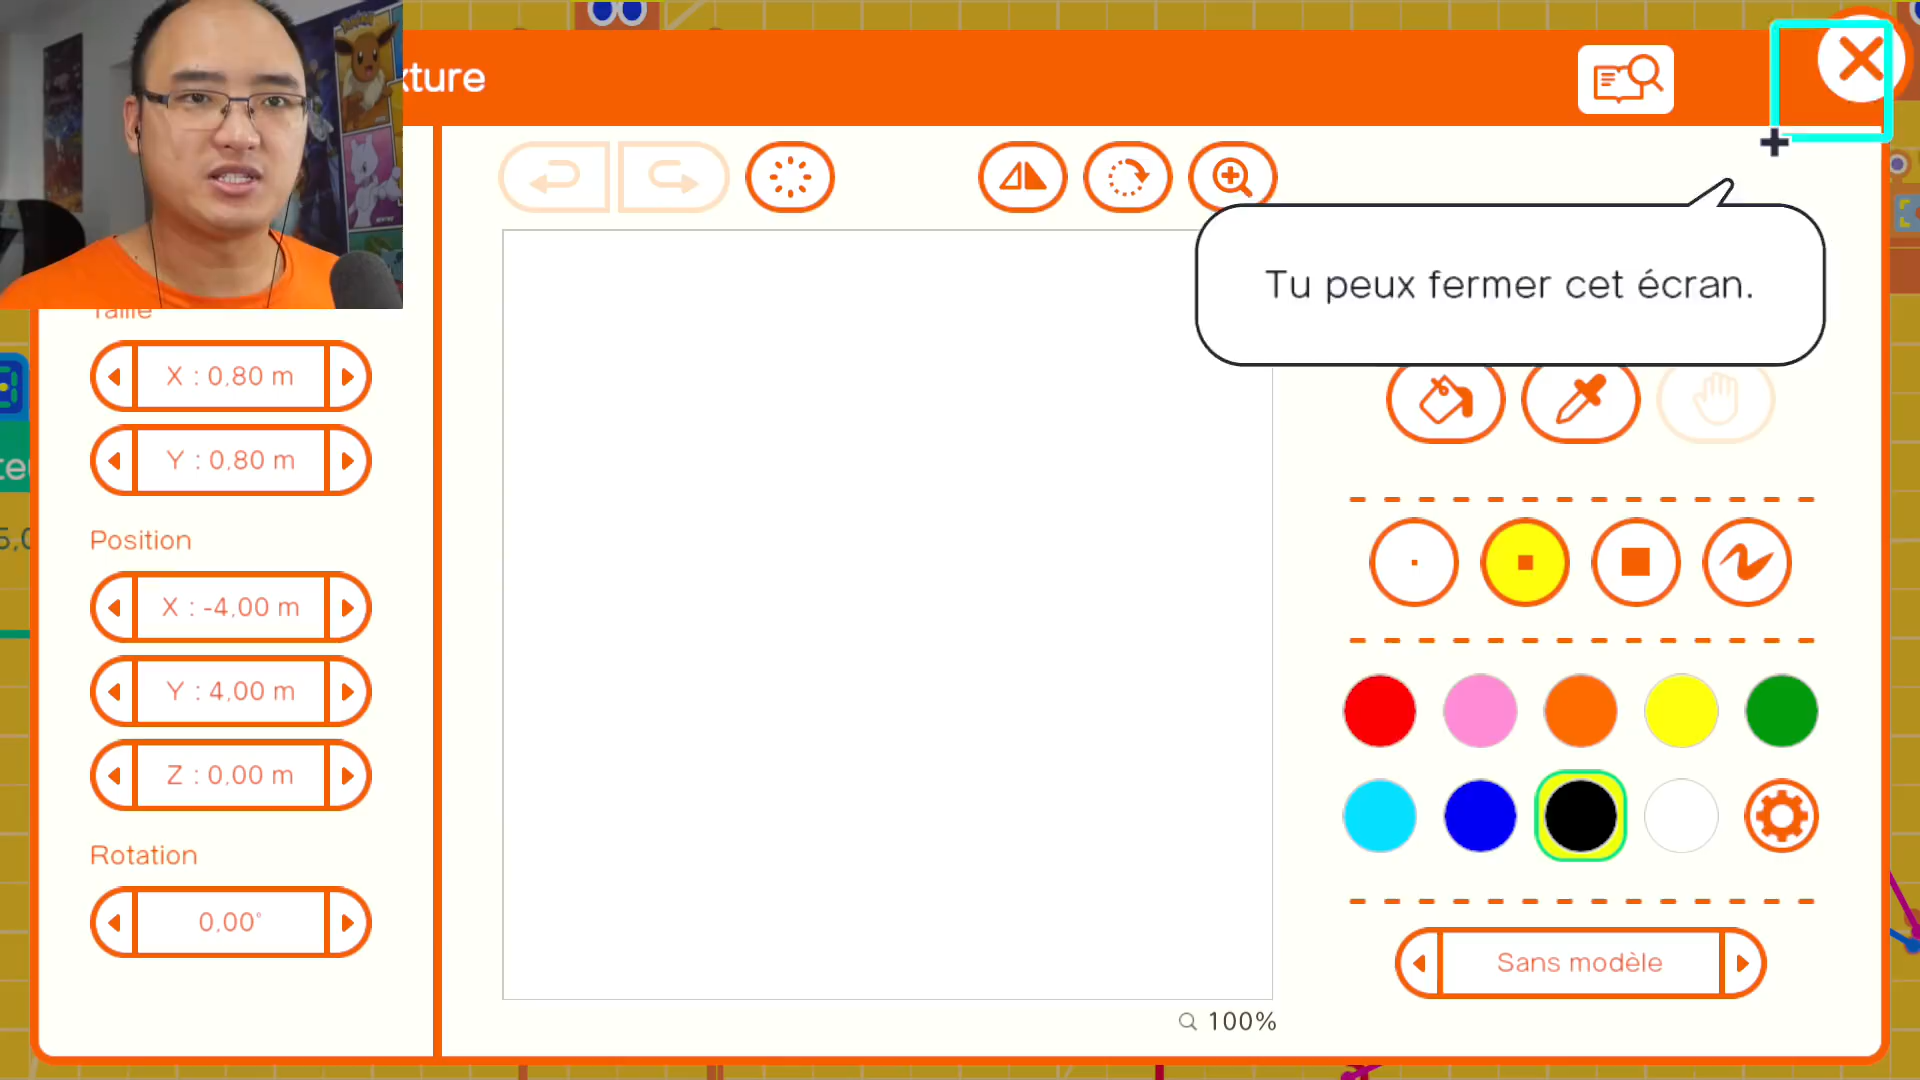 xture
Tu peux fermer cet écran.
Taille
X : 0,80 m
Y : 0,80 m
Position
X : -4,00 m
Y : 4,00 m
Z : 0,00 m
Rotation
0,00°
Sans modèle
100%